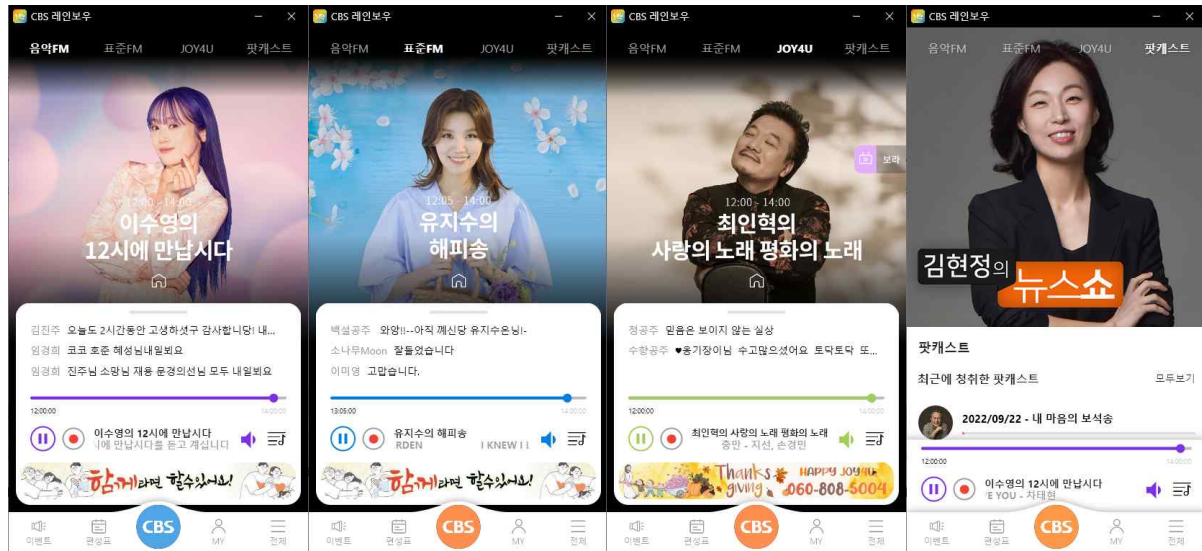 CBS 레인보우
음악FM 표준FM JOY4U 팟캐스트
12:00 - 14:00
이수영의
12시에 만납시다
김진주 오늘도 2시간동안 고생하셧구 감사합니당! 내...
임경희 코코 호준 혜성님내일뵈요
임경희 진주님 소망님 재용 문경의선님 모두 내일뵈요
12:00:00 14:00:00
이수영의 12시에 만납시다
에 만납시다를 듣고 계십니다
함께라면 할수있어요!
이벤트 편성표 CBS MY 전체
CBS 레인보우
음악FM 표준FM JOY4U 팟캐스트
12:05 - 14:00
유지수의
해피송
백설공주 와양!!--아직 께신당 유지수온닝!-
소나무Moon 잘들었습니다
이미영 고맙습니다.
13:05:00 14:00:00
유지수의 해피송
RDEN I KNEW I L
함께라면 할수있어요!
이벤트 편성표 CBS MY 전체
CBS 레인보우
음악FM 표준FM JOY4U 팟캐스트
보라
12:00 - 14:00
최인혁의
사랑의 노래 평화의 노래
정공주 믿음은 보이지 않는 실상
수항공주 ♥옹기장이님 수고많으셨어요 토닥토닥 또...
12:00:00 14:00:00
최인혁의 사랑의 노래 평화의 노래
충만 - 지선, 손경민
Thanks giving HAPPY JOY4U 060-808-5004
이벤트 편성표 CBS MY 전체
CBS 레인보우
음악FM 표준FM JOY4U 팟캐스트
김현정의
뉴스쇼
팟캐스트
최근에 청취한 팟캐스트 모두보기
2022/09/22 - 내 마음의 보석송
12:00:00 14:00:00
이수영의 12시에 만납시다
'E YOU - 차태현
이벤트 편성표 CBS MY 전체